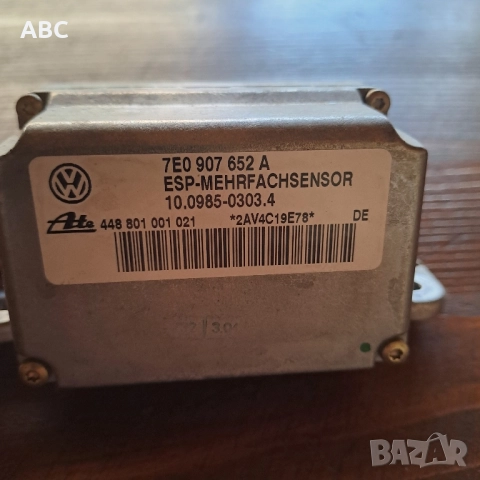 ABC
7E0 907 652 A
ESP-MEHRFACHSENSOR
10.0985-0303.4
Ate 448 801 001 021 *2AV4C19E78* DE
BAZAR